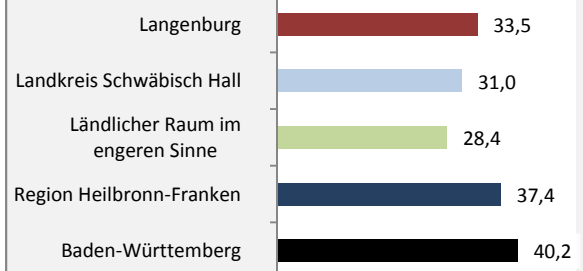 Langenburg 33,5
Landkreis Schwäbisch Hall 31,0
Ländlicher Raum im
engeren Sinne 28,4
Region Heilbronn-Franken 37,4
Baden-Württemberg 40,2